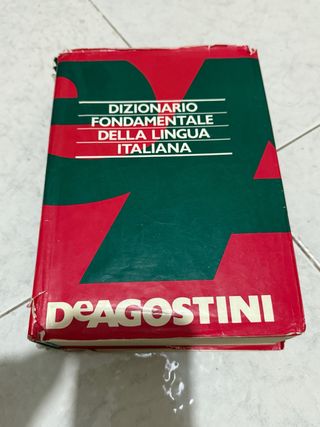 DIZIONARIO
FONDAMENTALE
DELLA LINGUA
ITALIANA
DeAGOSTINI